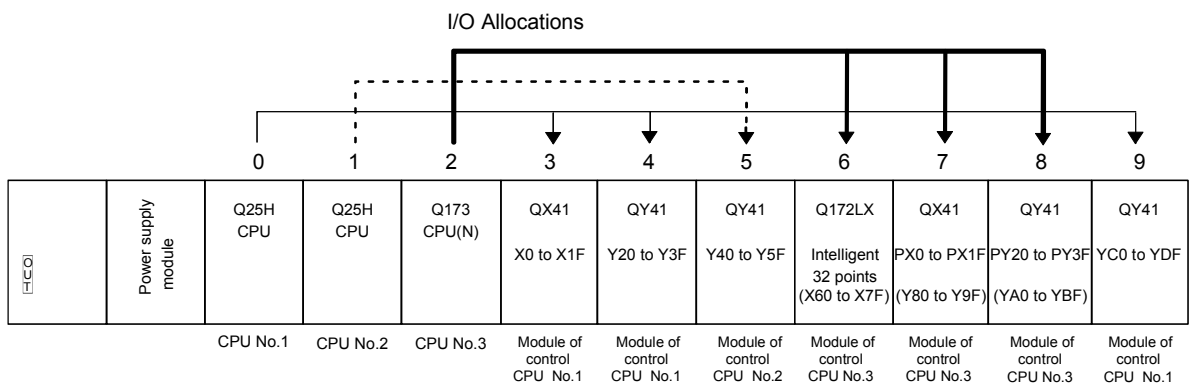 I/O Allocations
0 1 2 3 4 5 6 7 8 9
OUT
Power supply
module
Q25H
CPU
Q25H
CPU
Q173
CPU(N)
QX41
X0 to X1F
QY41
Y20 to Y3F
QY41
Y40 to Y5F
Q172LX
Intelligent
32 points
(X60 to X7F)
QX41
PX0 to PX1F
(Y80 to Y9F)
QY41
PY20 to PY3F
(YA0 to YBF)
QY41
YC0 to YDF
CPU No.1
CPU No.2
CPU No.3
Module of
control
CPU No.1
Module of
control
CPU No.1
Module of
control
CPU No.2
Module of
control
CPU No.3
Module of
control
CPU No.3
Module of
control
CPU No.3
Module of
control
CPU No.1